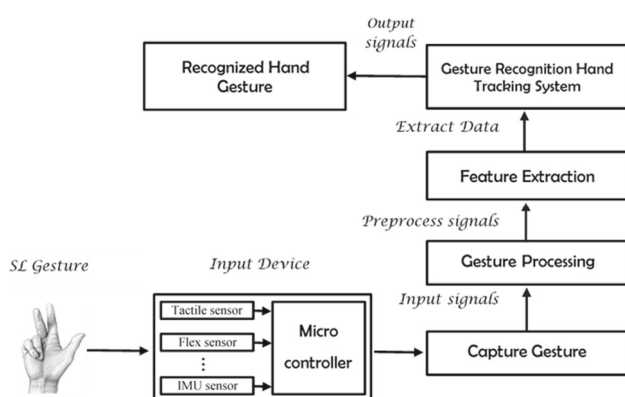 Output
signals
Recognized Hand
Gesture
Gesture Recognition Hand
Tracking System
Extract Data
Feature Extraction
Preprocess signals
SL Gesture
Input Device
Gesture Processing
Input signals
Tactile sensor
Flex sensor
⋮
IMU sensor
Micro
controller
Capture Gesture